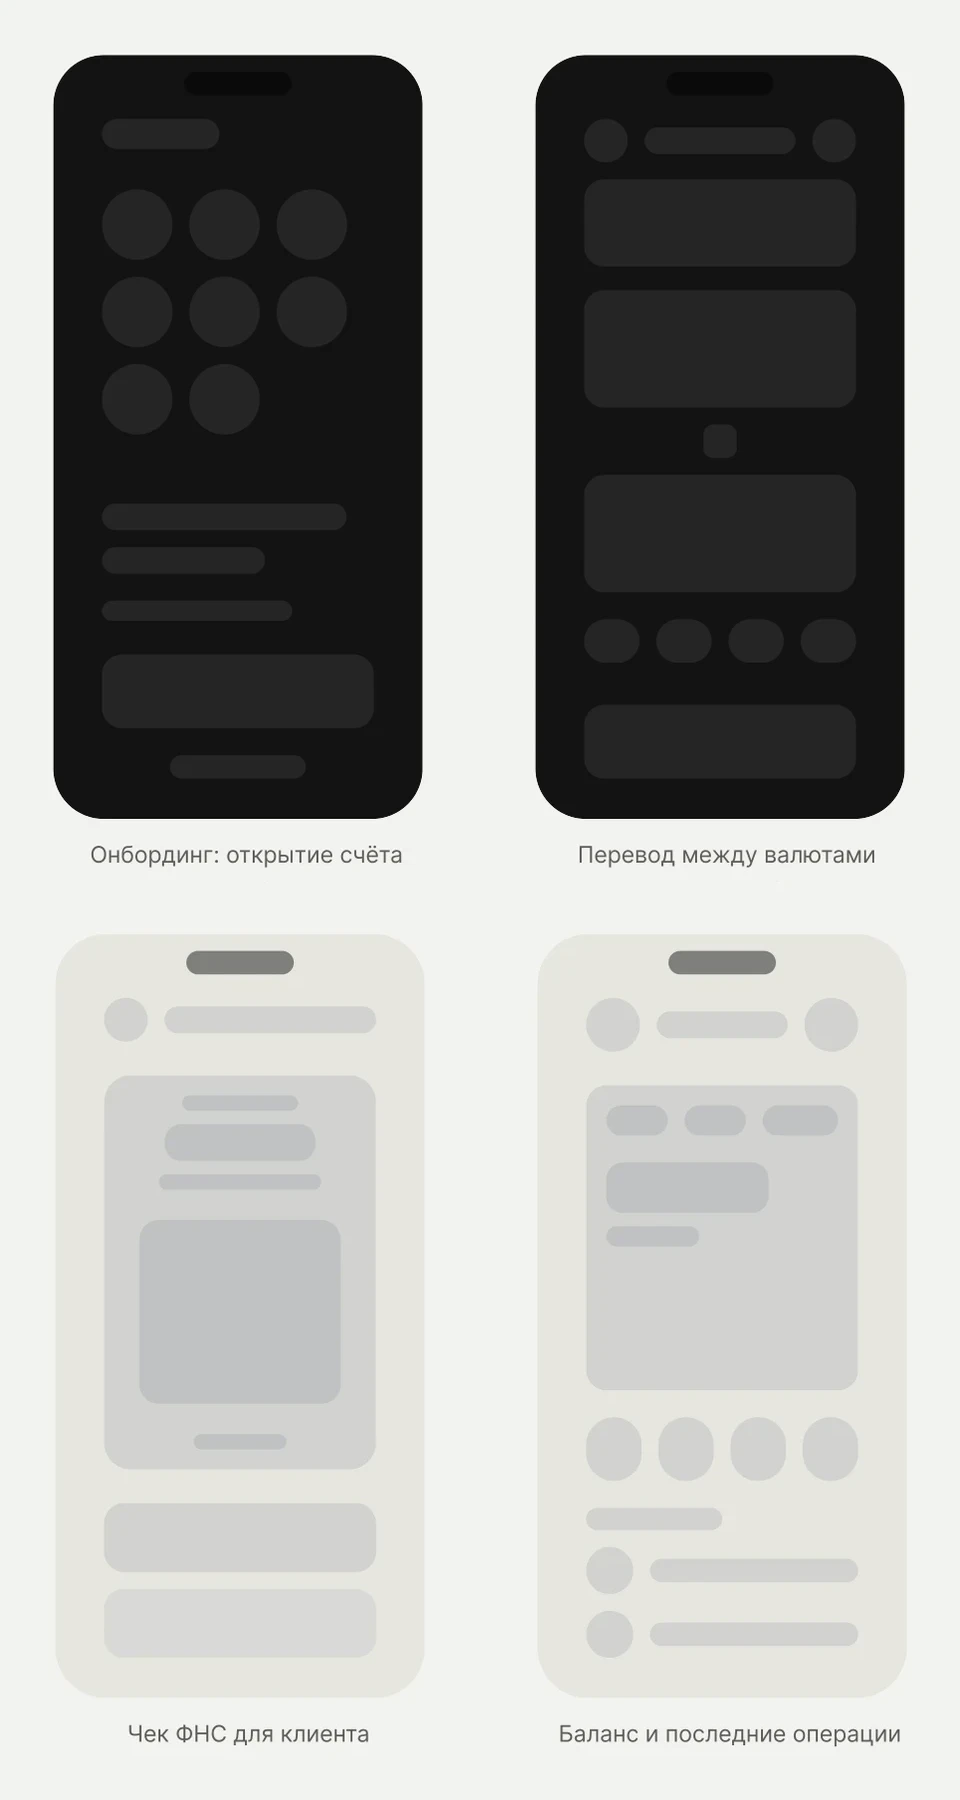 Онбординг: открытие счёта
Перевод между валютами
Чек ФНС для клиента
Баланс и последние операции